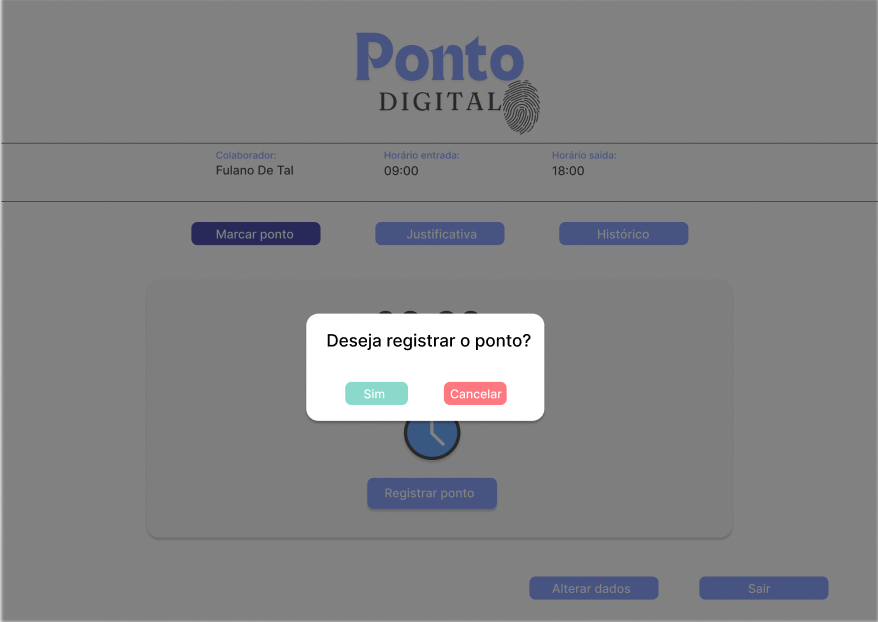 Ponto
DIGITAL
Colaborador: Horário entrada: Horário saída:
Fulano De Tal 09:00 18:00
Marcar ponto Justificativa Histórico
Deseja registrar o ponto?
Sim Cancelar
Registrar ponto
Alterar dados Sair